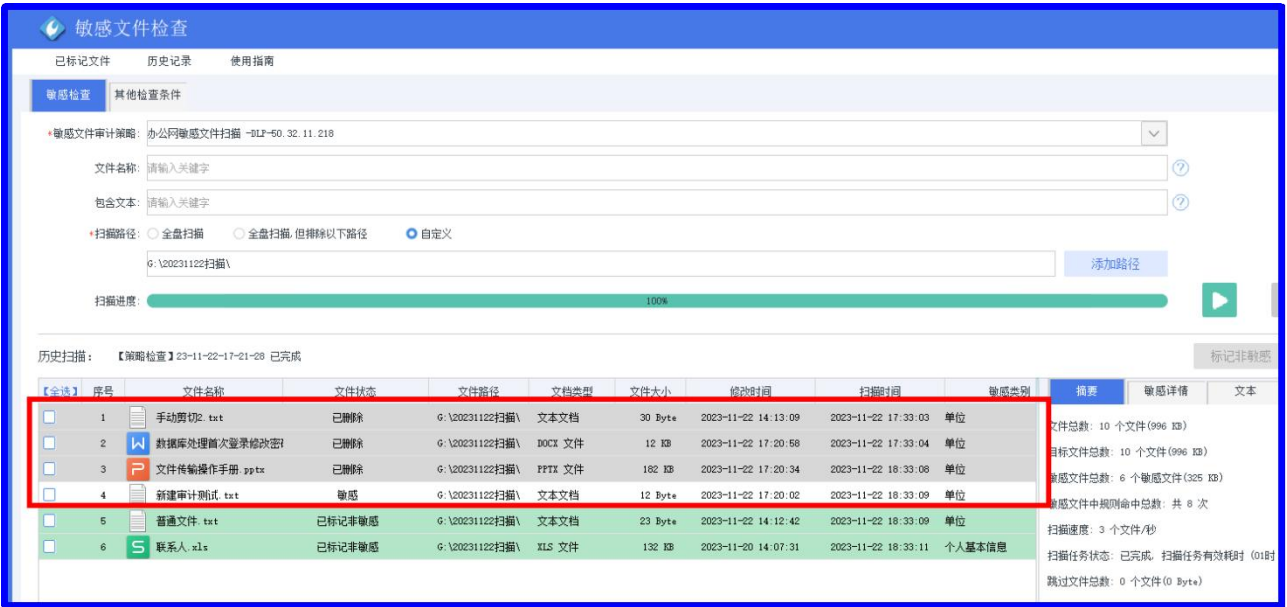 敏感文件检查
已标记文件 历史记录 使用指南
敏感检查 其他检查条件
*敏感文件审计策略: 办公网敏感文件扫描 -DLP-50.32.11.218
文件名称: 请输入关键字 ?
包含文本: 请输入关键字 ?
*扫描路径: 全盘扫描 全盘扫描,但排除以下路径 自定义
G:\20231122扫描\ 添加路径
扫描进度: 100%
历史扫描: 【策略检查】23-11-22-17-21-28 已完成 标记非敏感
【全选】 序号 文件名称 文件状态 文件路径 文档类型 文件大小 修改时间 扫描时间 敏感类别
1 手动剪切2.txt 已删除 G:\20231122扫描\ 文本文档 30 Byte 2023-11-22 14:13:09 2023-11-22 17:33:03 单位
2 数据库处理首次登录修改密 已删除 G:\20231122扫描\ DOCX 文件 12 KB 2023-11-22 17:20:58 2023-11-22 17:33:04 单位
3 文件传输操作手册.pptx 已删除 G:\20231122扫描\ PPTX 文件 182 KB 2023-11-22 17:20:34 2023-11-22 18:33:08 单位
4 新建审计测试.txt 敏感 G:\20231122扫描\ 文本文档 12 Byte 2023-11-22 17:20:02 2023-11-22 18:33:09 单位
5 普通文件.txt 已标记非敏感 G:\20231122扫描\ 文本文档 23 Byte 2023-11-22 14:12:42 2023-11-22 18:33:09 单位
6 联系人.xls 已标记非敏感 G:\20231122扫描\ XLS 文件 132 KB 2023-11-20 14:07:31 2023-11-22 18:33:11 个人基本信息
摘要 敏感详情 文本
文件总数: 10 个文件(996 KB)
目标文件总数: 10 个文件(996 KB)
敏感文件总数: 6 个敏感文件(325 KB)
敏感文件中规则命中总数: 共 8 次
扫描速度: 3 个文件/秒
扫描任务状态: 已完成, 扫描任务有效耗时 (01时
跳过文件总数: 0 个文件(0 Byte)